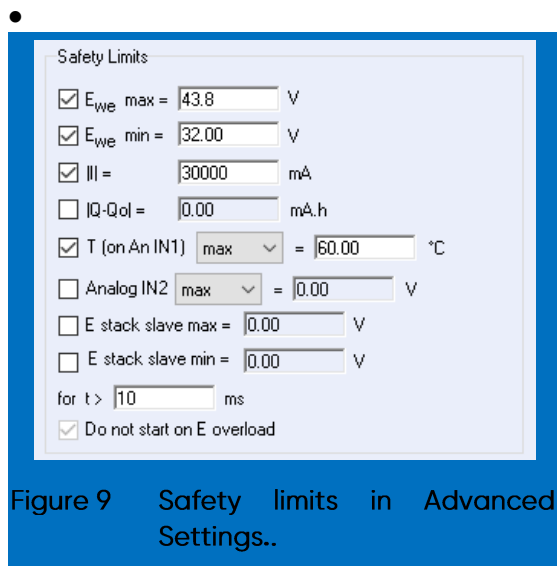 •
Safety Limits
Ewe max = 43.8 V
Ewe min = 32.00 V
|I| = 30000 mA
|Q-Qo| = 0.00 mA.h
T (on An IN1) max = 60.00 °C
Analog IN2 max = 0.00 V
E stack slave max = 0.00 V
E stack slave min = 0.00 V
for t > 10 ms
Do not start on E overload
Figure 9 Safety limits in Advanced
Settings..